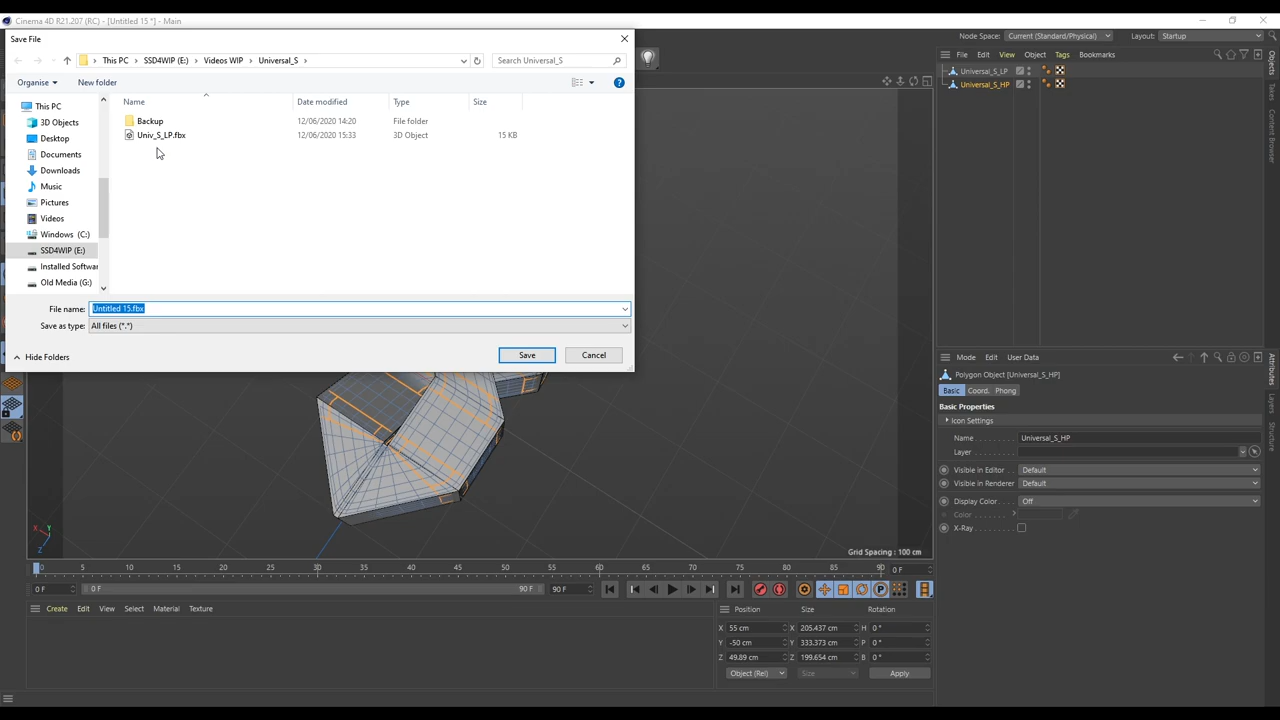 Cinema 4D R21.207 (RC) - [Untitled 15 *] - Main
Node Space: Current (Standard/Physical) Layout: Startup
Save File
This PC > SSD4WIP (E:) > Videos WIP > Universal_S >
Search Universal_S
File Edit View Object Tags Bookmarks
Organise New folder
Universal_S_LP
Universal_S_HP
Objects
Takes
Content Browser
Name Date modified Type Size
This PC
3D Objects
Desktop
Documents
Downloads
Music
Pictures
Videos
Windows (C:)
SSD4WIP (E:)
Installed Softwar
Old Media (G:)
Backup 12/06/2020 14:20 File folder
Univ_S_LP.fbx 12/06/2020 15:33 3D Object 15 KB
File name: Untitled 15.fbx
Save as type: All files (*.*)
Hide Folders
Save Cancel
Mode Edit User Data
Polygon Object [Universal_S_HP]
Basic Coord. Phong
Basic Properties
Icon Settings
Name . . . . . . . . . Universal_S_HP
Layer . . . . . . . . .
Visible in Editor . . Default
Visible in Renderer Default
Display Color . . . . Off
Color . . . . . . .
X-Ray . . . . . . . . .
Attributes
Layers
Structure
X
Y
Z
Grid Spacing : 100 cm
0 5 10 15 20 25 30 35 40 45 50 55 60 65 70 75 80 85 90 0 F
0 F 0 F 90 F 90 F
Create Edit View Select Material Texture
Position Size Rotation
X 55 cm X 205.437 cm H 0 °
Y -50 cm Y 333.373 cm P 0 °
Z 49.89 cm Z 199.654 cm B 0 °
Object (Rel) Size Apply